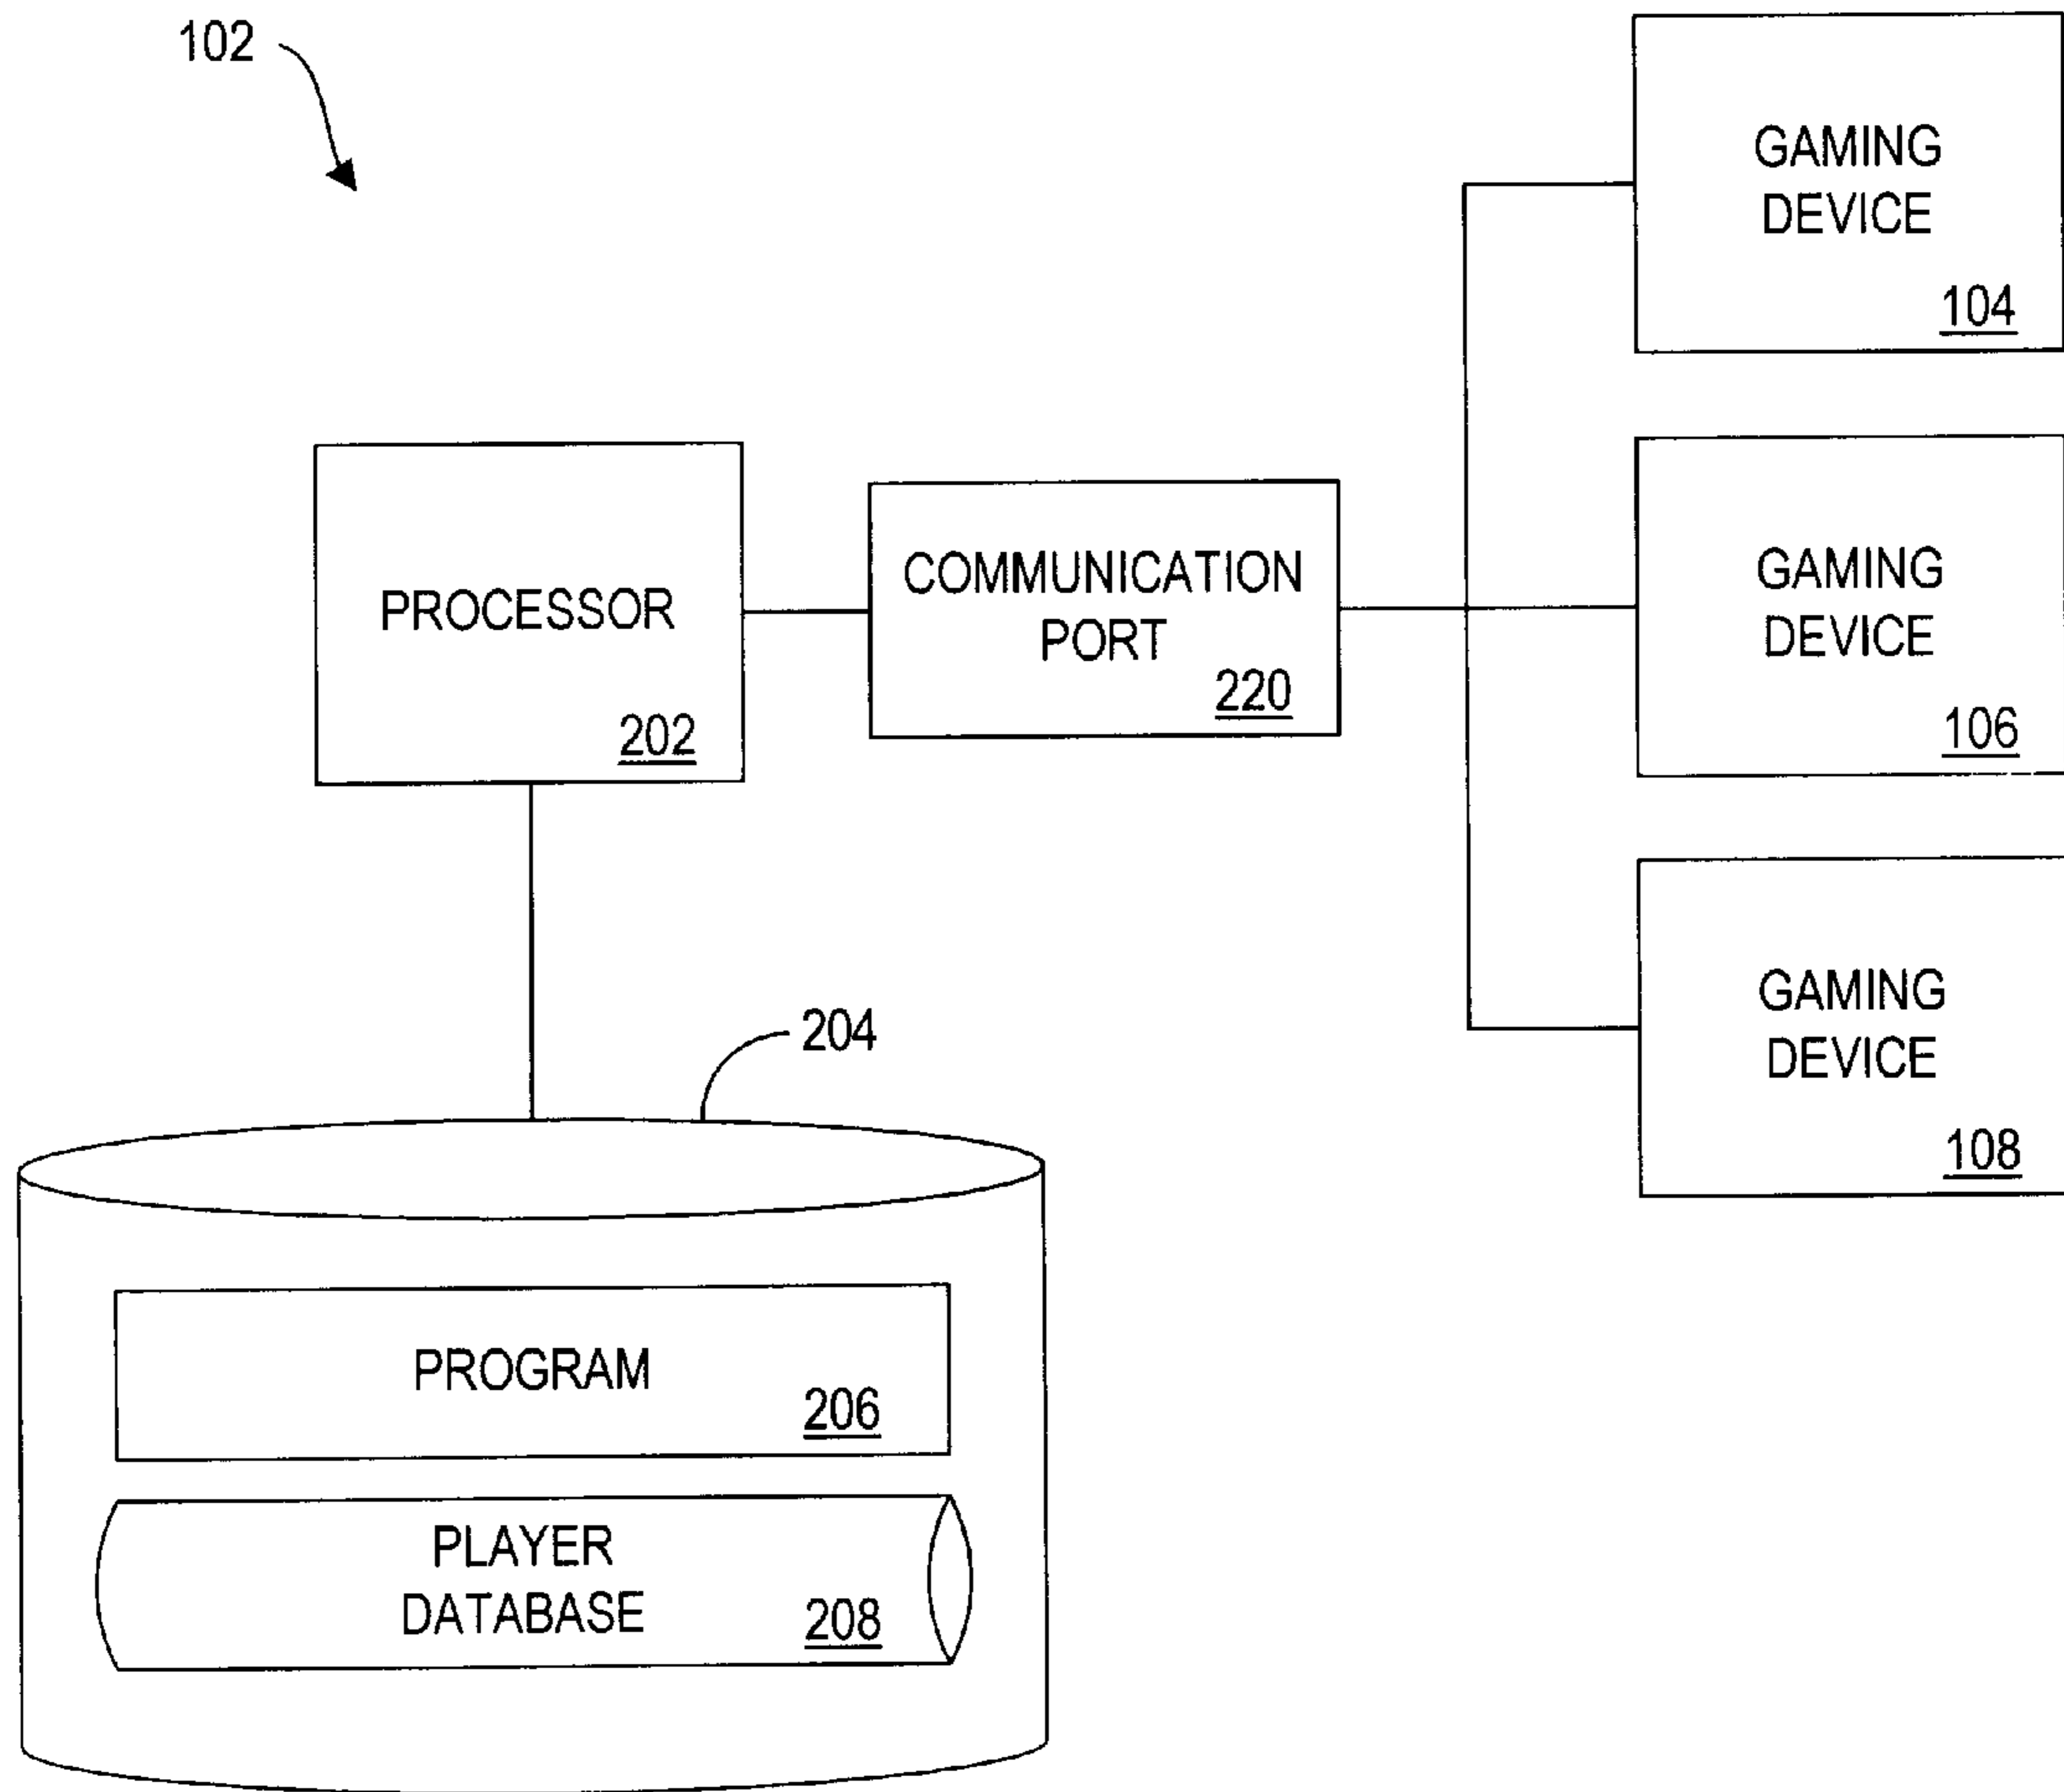 102
GAMING
DEVICE
104
PROCESSOR
202
COMMUNICATION
PORT
220
GAMING
DEVICE
106
GAMING
DEVICE
108
204
PROGRAM
206
PLAYER
DATABASE
208